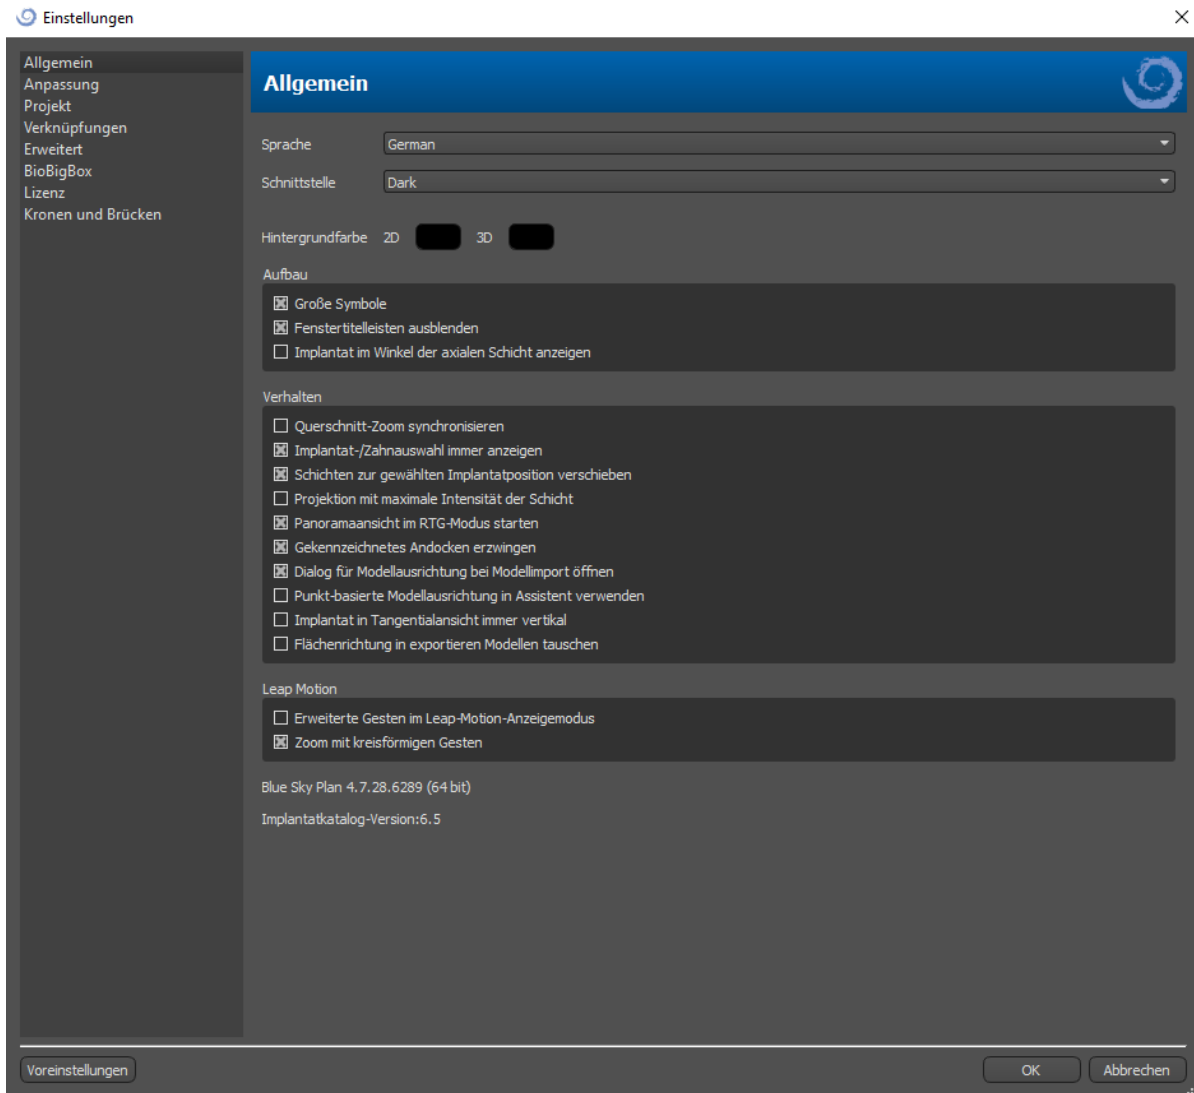 Einstellungen
Allgemein
Anpassung
Projekt
Verknüpfungen
Erweitert
BioBigBox
Lizenz
Kronen und Brücken
Allgemein
Sprache German
Schnittstelle Dark
Hintergrundfarbe 2D 3D
Aufbau
Große Symbole
Fenstertitelleisten ausblenden
Implantat im Winkel der axialen Schicht anzeigen
Verhalten
Querschnitt-Zoom synchronisieren
Implantat-/Zahnauswahl immer anzeigen
Schichten zur gewählten Implantatposition verschieben
Projektion mit maximale Intensität der Schicht
Panoramaansicht im RTG-Modus starten
Gekennzeichnetes Andocken erzwingen
Dialog für Modellausrichtung bei Modellimport öffnen
Punkt-basierte Modellausrichtung in Assistent verwenden
Implantat in Tangentialansicht immer vertikal
Flächenrichtung in exportieren Modellen tauschen
Leap Motion
Erweiterte Gesten im Leap-Motion-Anzeigemodus
Zoom mit kreisförmigen Gesten
Blue Sky Plan 4.7.28.6289 (64 bit)
Implantatkatalog-Version:6.5
Voreinstellungen OK Abbrechen